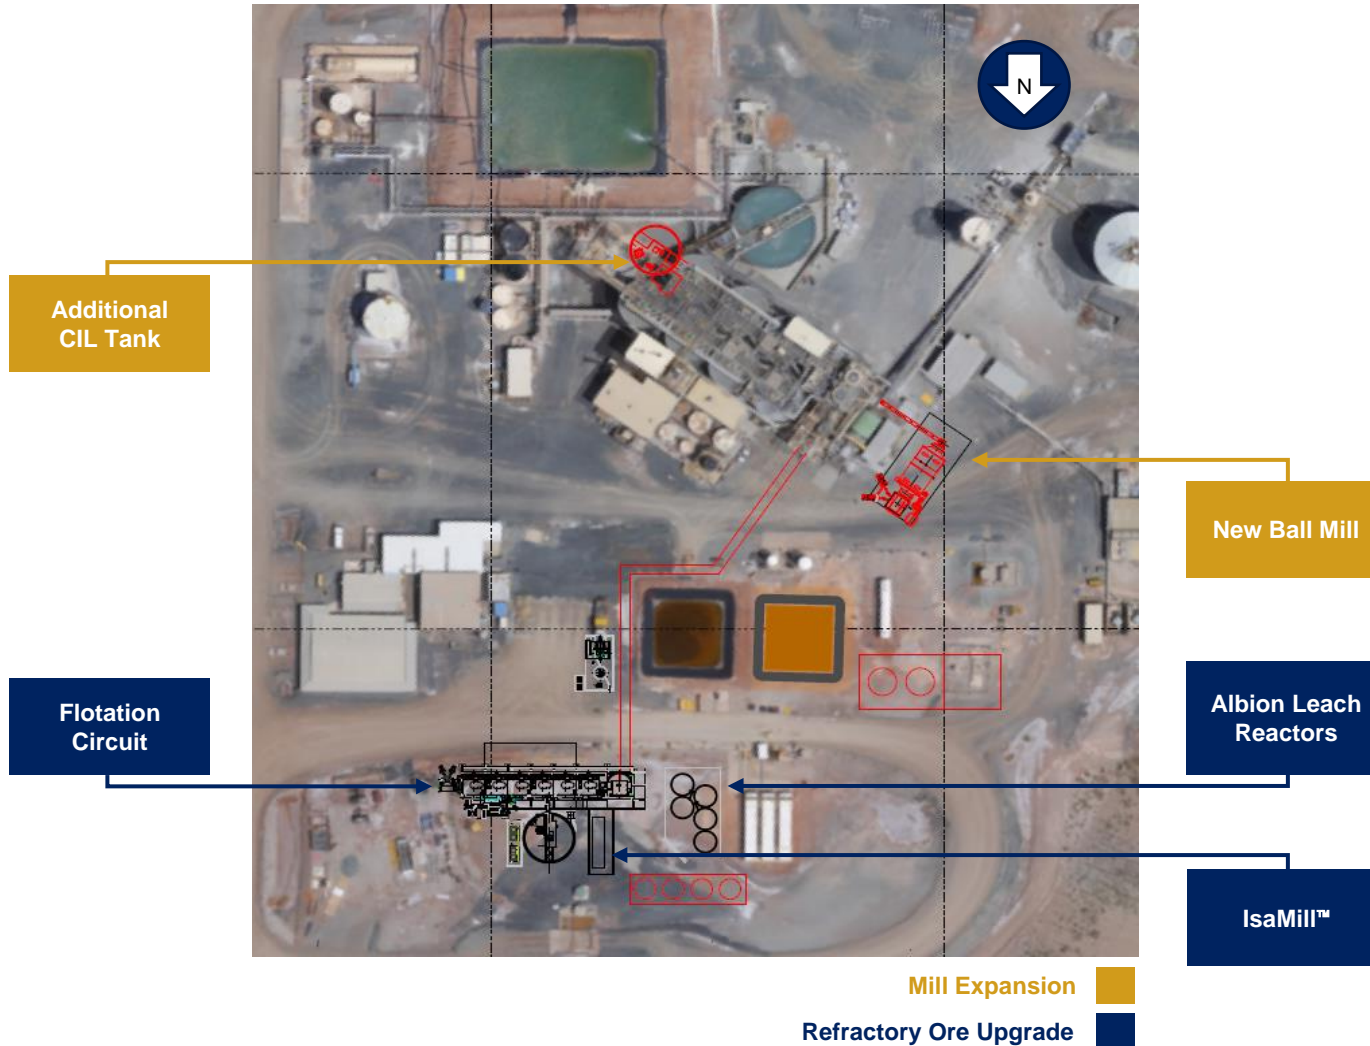 N
Additional
CIL Tank
New Ball Mill
Flotation
Circuit
Albion Leach
Reactors
IsaMill™
Mill Expansion
Refractory Ore Upgrade